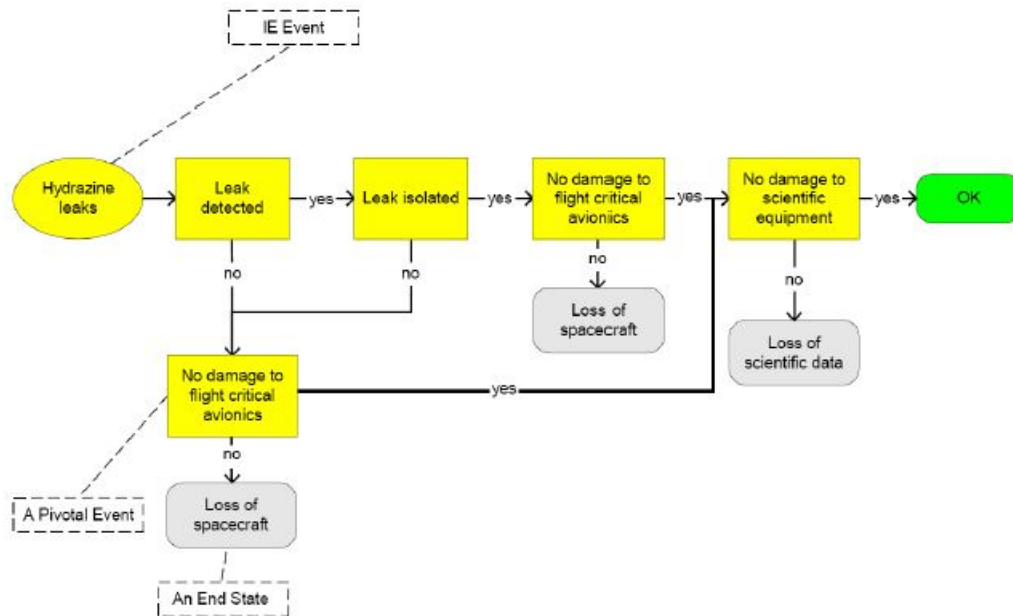 IE Event
Hydrazine
leaks
Leak
detected
yes
Leak isolated
yes
No damage to
flight critical
avionics
yes
No damage to
scientific
equipment
yes
OK
no
no
no
no
Loss of
spacecraft
Loss of
scientific data
No damage to
flight critical
avionics
yes
no
A Pivotal Event
Loss of
spacecraft
An End State